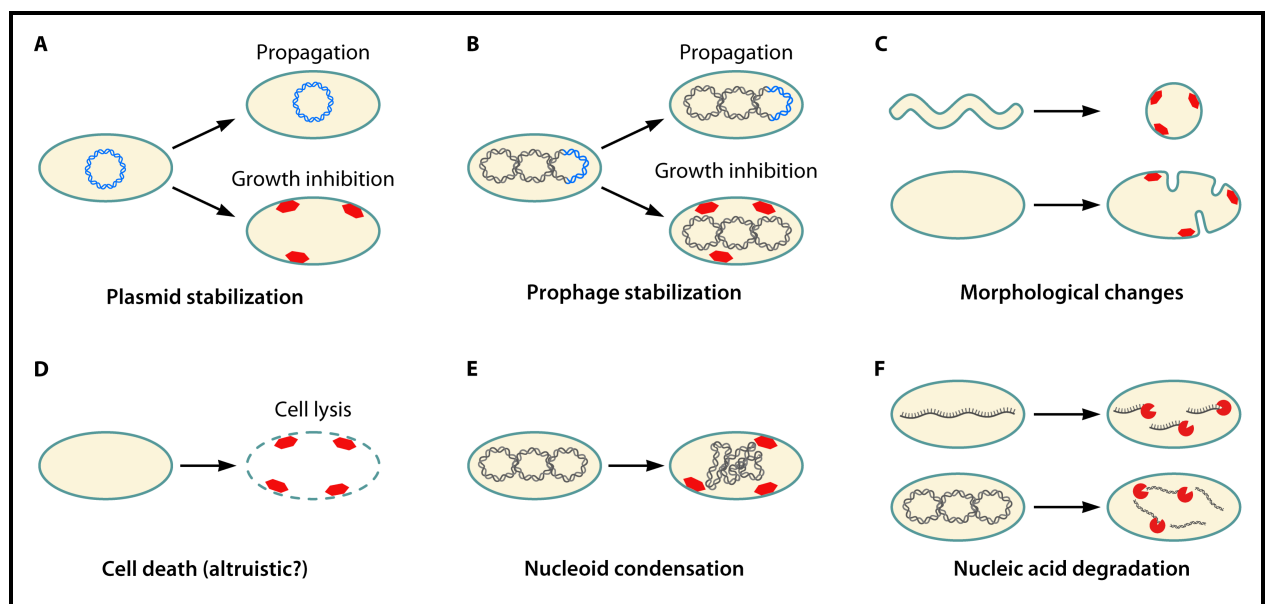 A
Propagation
Growth inhibition
Plasmid stabilization
B
Propagation
Growth inhibition
Prophage stabilization
C
Morphological changes
D
Cell lysis
Cell death (altruistic?)
E
Nucleoid condensation
F
Nucleic acid degradation